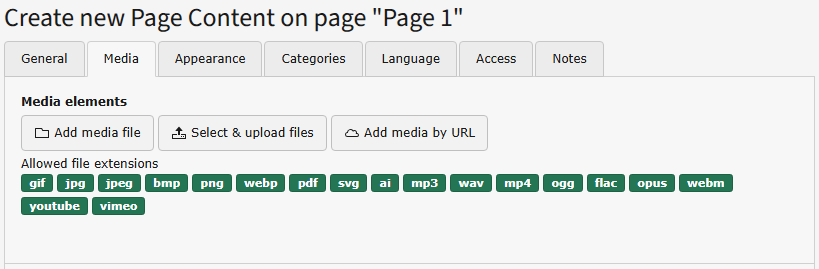 Create new Page Content on page "Page 1"
General Media Appearance Categories Language Access Notes
Media elements
Add media file Select & upload files Add media by URL
Allowed file extensions
gif jpg jpeg bmp png webp pdf svg ai mp3 wav mp4 ogg flac opus webm
youtube vimeo